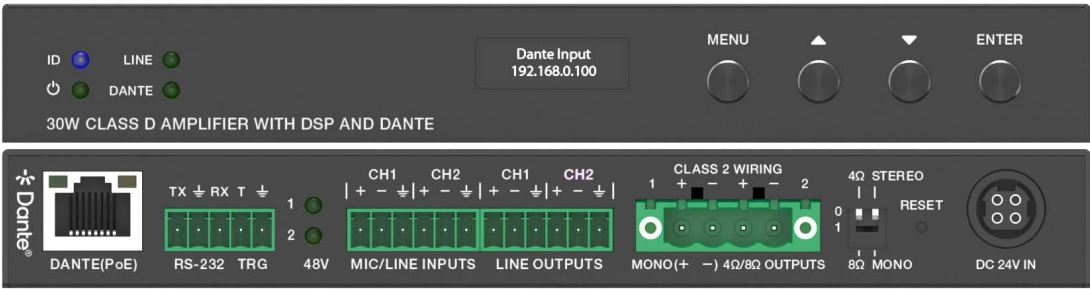 ID LINE
Dante Input
192.168.0.100
MENU ▲ ▼ ENTER
DANTE
30W CLASS D AMPLIFIER WITH DSP AND DANTE
Dante®
DANTE(PoE)
TX ⏚ RX T ⏚
RS-232 TRG
1
2
48V
CH1 CH2
+ − ⏚ + − ⏚
MIC/LINE INPUTS
CH1 CH2
+ − ⏚ + − ⏚
LINE OUTPUTS
CLASS 2 WIRING
1 + − + − 2
MONO(+ −) 4Ω/8Ω OUTPUTS
4Ω STEREO
0
1
8Ω MONO
RESET
DC 24V IN